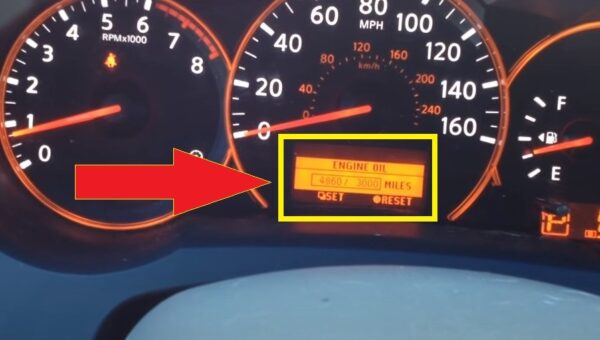 5 6
4 7
3 8
2
1
0
RPMx1000
60 80 100
40 120
20 140
0 160
MPH
120
80 160
40 200
0 240
km/h
ENGINE OIL
4860/ 3000 MILES
SET RESET
F
E
P